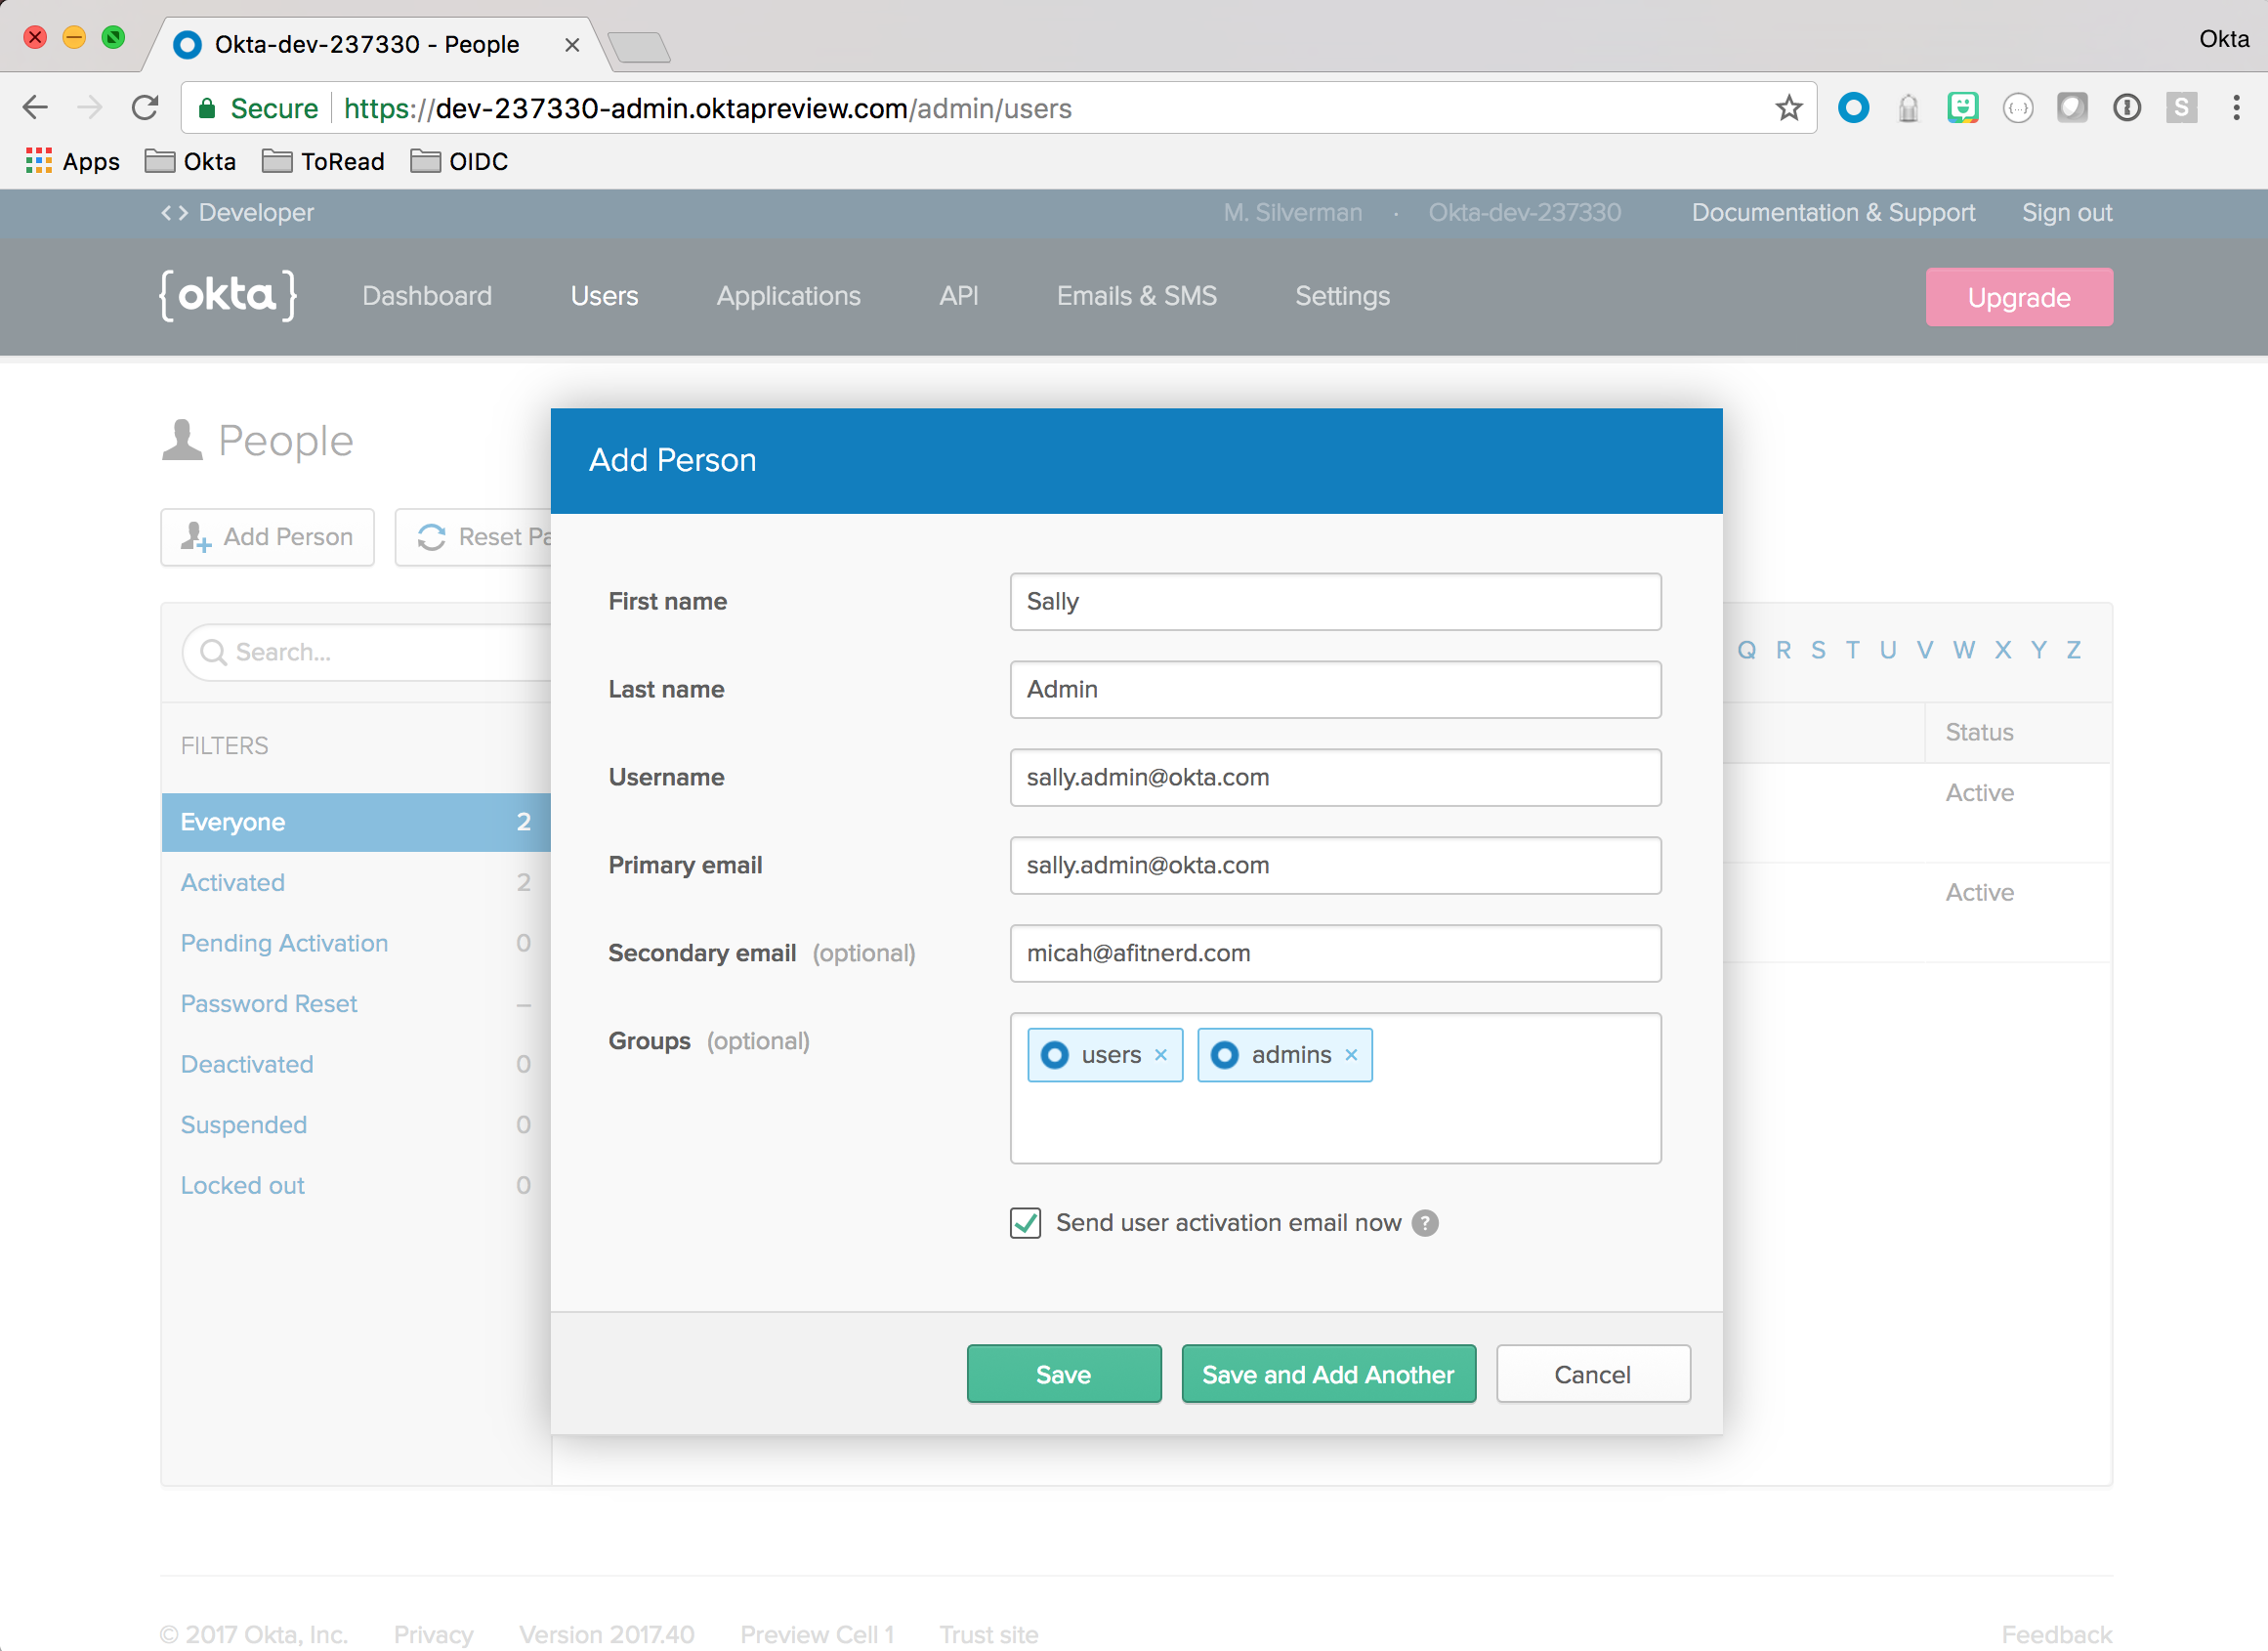 Okta-dev-237330 - People
Okta
Secure https://dev-237330-admin.oktapreview.com/admin/users
Apps Okta ToRead OIDC
<> Developer M. Silverman · Okta-dev-237330 Documentation & Support Sign out
{okta} Dashboard Users Applications API Emails & SMS Settings Upgrade
People
Add Person Reset Pa
Search...
Q R S T U V W X Y Z
FILTERS
Status
Everyone 2
Active
Activated 2
Active
Pending Activation 0
Password Reset –
Deactivated 0
Suspended 0
Locked out 0
Add Person
First name Sally
Last name Admin
Username sally.admin@okta.com
Primary email sally.admin@okta.com
Secondary email (optional) micah@afitnerd.com
Groups (optional) users × admins ×
Send user activation email now ?
Save Save and Add Another Cancel
© 2017 Okta, Inc. Privacy Version 2017.40 Preview Cell 1 Trust site Feedback